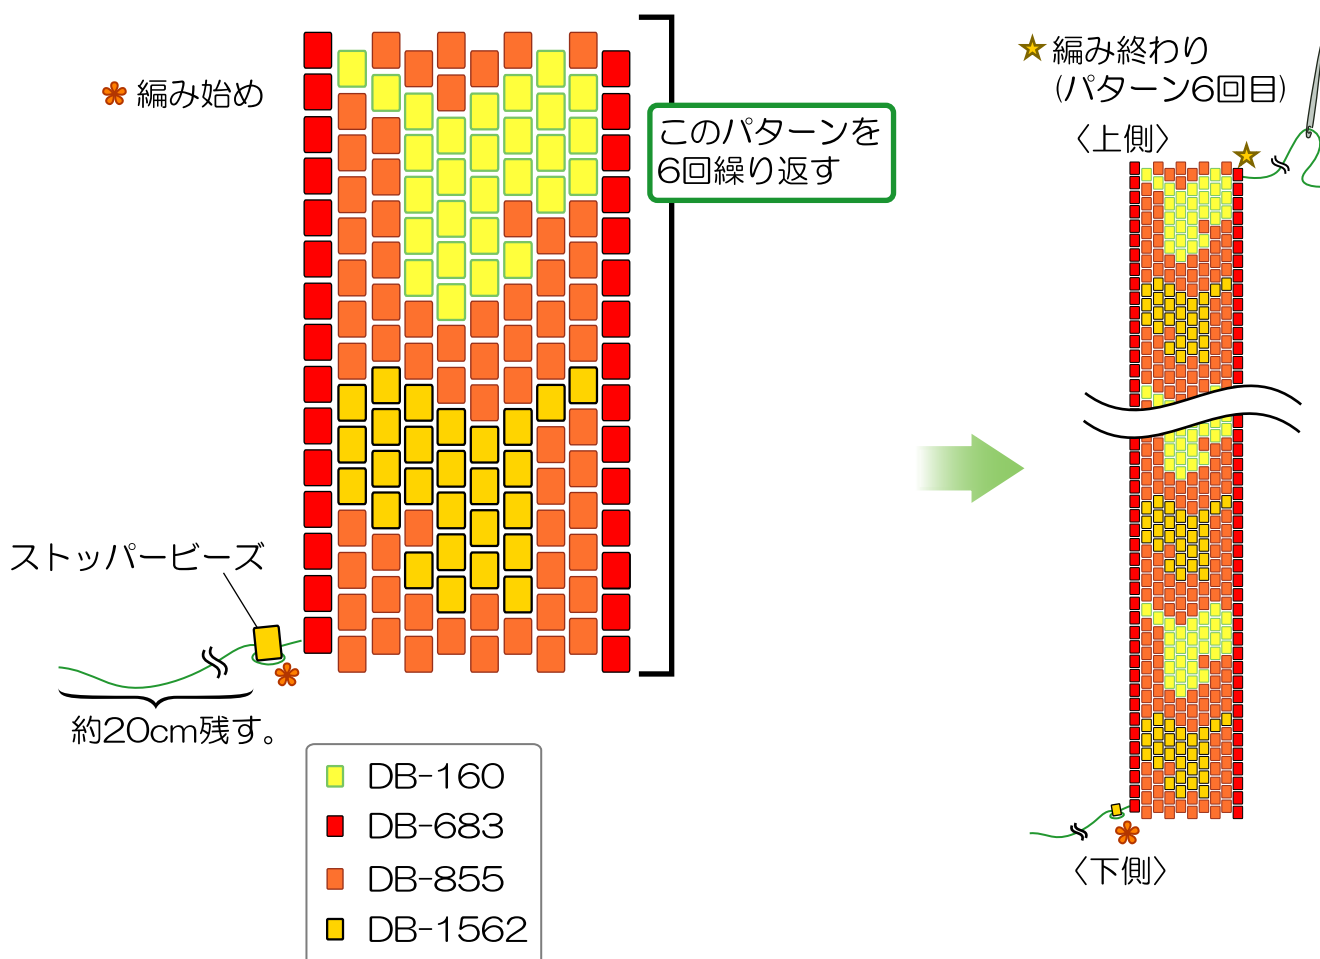 編み始め
このパターンを
6回繰り返す
ストッパービーズ
約20cm残す。
DB-160
DB-683
DB-855
DB-1562
編み終わり
(パターン6回目)
〈上側〉
〈下側〉